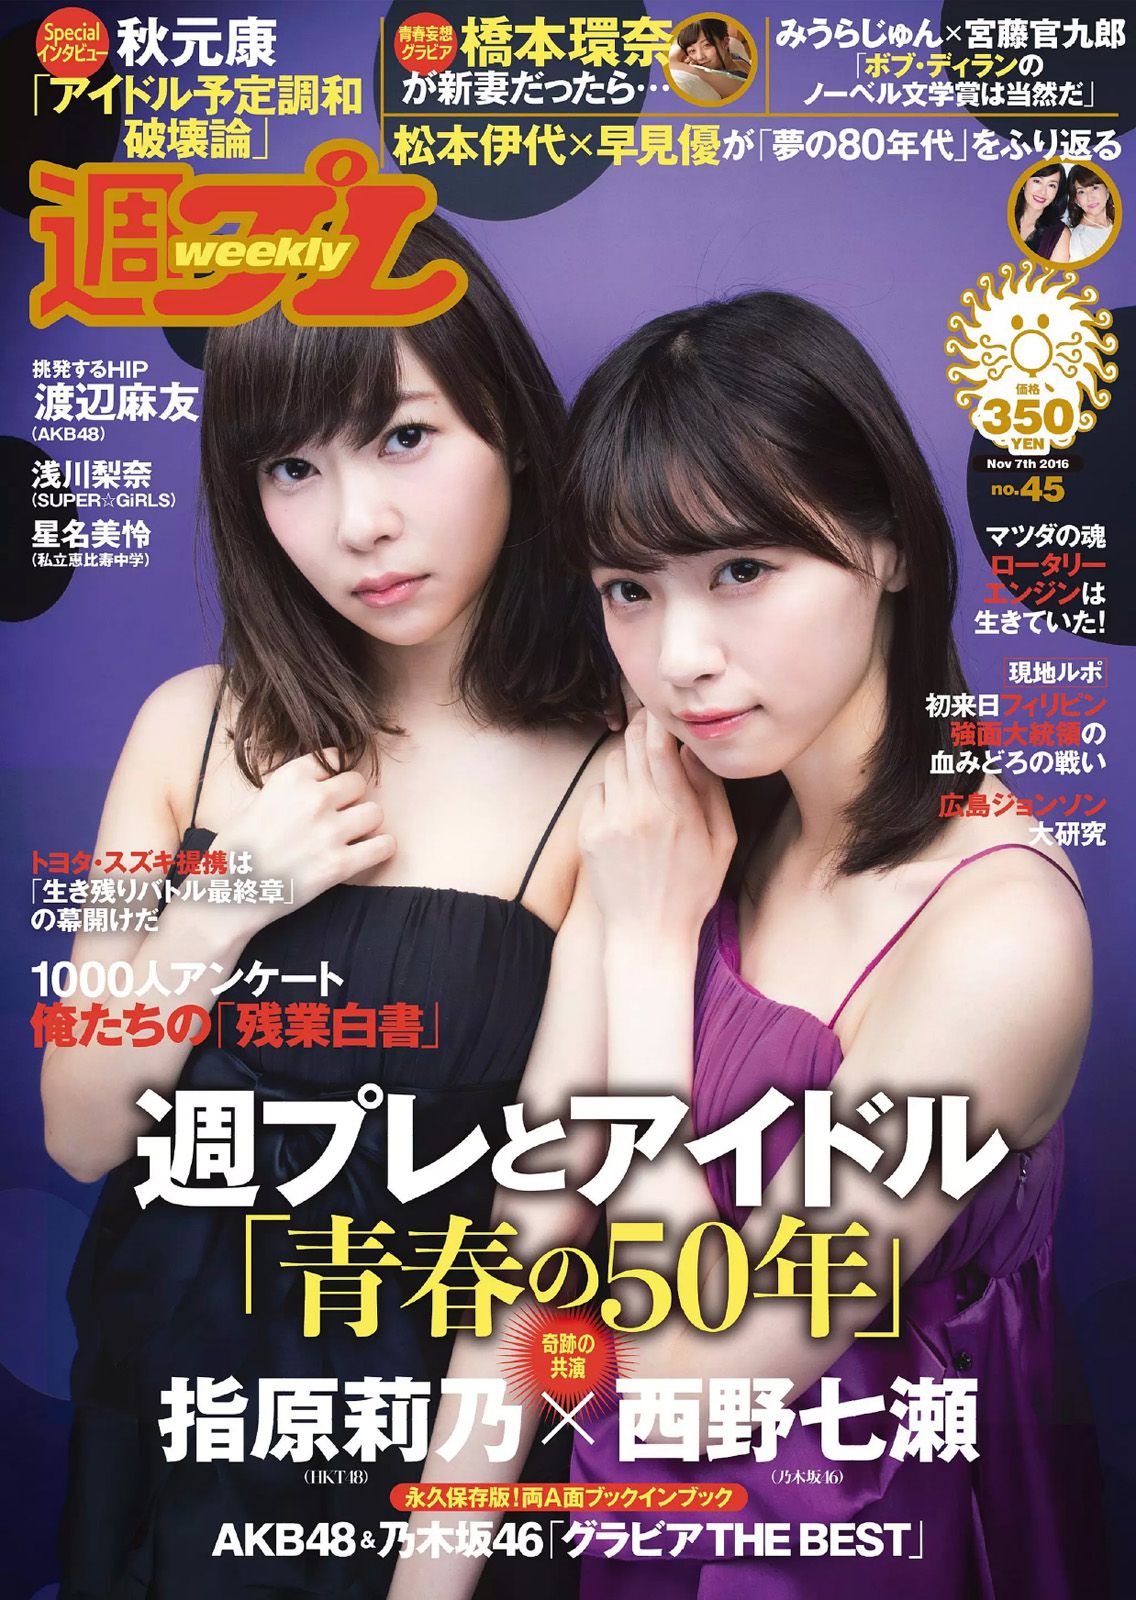 Special
インタビュー
秋元康
「アイドル予定調和
破壊論」
青春妄想
グラビア
橋本環奈
が新妻だったら…
みうらじゅん×宮藤官九郎
「ボブ・ディランの
ノーベル文学賞は当然だ」
松本伊代×早見優が「夢の80年代」をふり返る
週プレ
weekly
挑発するHIP
渡辺麻友
(AKB48)
浅川梨奈
(SUPER☆GiRLS)
星名美怜
(私立恵比寿中学)
価格
350
YEN
Nov 7th 2016
no.45
マツダの魂
ロータリー
エンジンは
生きていた!
現地ルポ
初来日フィリピン
強面大統領の
血みどろの戦い
広島ジョンソン
大研究
トヨタ・スズキ提携は
「生き残りバトル最終章」
の幕開けだ
1000人アンケート
俺たちの「残業白書」
週プレとアイドル
「青春の50年」
奇跡の
共演
指原莉乃×西野七瀬
(HKT48)
(乃木坂46)
永久保存版!両A面ブックインブック
AKB48&乃木坂46「グラビアTHE BEST」